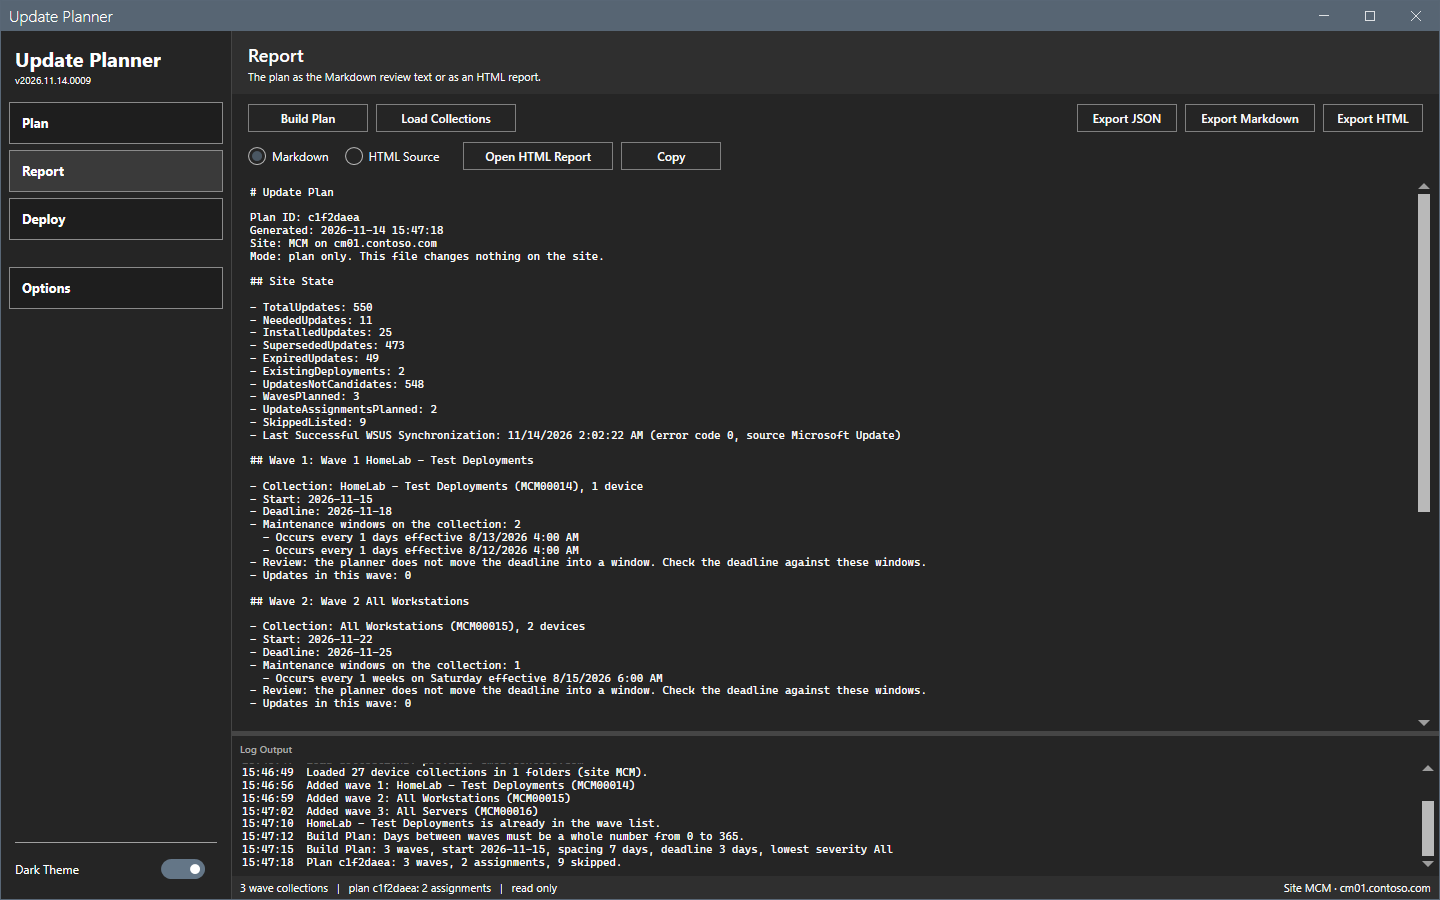 Update Planner
Update Planner
v2026.11.14.0009
Plan
Report
Deploy
Options
Dark Theme
Report
The plan as the Markdown review text or as an HTML report.
Build Plan
Load Collections
Export JSON
Export Markdown
Export HTML
Markdown
HTML Source
Open HTML Report
Copy
# Update Plan
Plan ID: c1f2daea
Generated: 2026-11-14 15:47:18
Site: MCM on cm01.contoso.com
Mode: plan only. This file changes nothing on the site.
## Site State
- TotalUpdates: 550
- NeededUpdates: 11
- InstalledUpdates: 25
- SupersededUpdates: 473
- ExpiredUpdates: 49
- ExistingDeployments: 2
- UpdatesNotCandidates: 548
- WavesPlanned: 3
- UpdateAssignmentsPlanned: 2
- SkippedListed: 9
- Last Successful WSUS Synchronization: 11/14/2026 2:02:22 AM (error code 0, source Microsoft Update)
## Wave 1: Wave 1 HomeLab - Test Deployments
- Collection: HomeLab - Test Deployments (MCM00014), 1 device
- Start: 2026-11-15
- Deadline: 2026-11-18
- Maintenance windows on the collection: 2
- Occurs every 1 days effective 8/13/2026 4:00 AM
- Occurs every 1 days effective 8/12/2026 4:00 AM
- Review: the planner does not move the deadline into a window. Check the deadline against these windows.
- Updates in this wave: 0
## Wave 2: Wave 2 All Workstations
- Collection: All Workstations (MCM00015), 2 devices
- Start: 2026-11-22
- Deadline: 2026-11-25
- Maintenance windows on the collection: 1
- Occurs every 1 weeks on Saturday effective 8/15/2026 6:00 AM
- Review: the planner does not move the deadline into a window. Check the deadline against these windows.
- Updates in this wave: 0
Log Output
15:46:49 Loaded 27 device collections in 1 folders (site MCM).
15:46:56 Added wave 1: HomeLab - Test Deployments (MCM00014)
15:46:59 Added wave 2: All Workstations (MCM00015)
15:47:02 Added wave 3: All Servers (MCM00016)
15:47:10 HomeLab - Test Deployments is already in the wave list.
15:47:12 Build Plan: Days between waves must be a whole number from 0 to 365.
15:47:15 Build Plan: 3 waves, start 2026-11-15, spacing 7 days, deadline 3 days, lowest severity All
15:47:18 Plan c1f2daea: 3 waves, 2 assignments, 9 skipped.
3 wave collections | plan c1f2daea: 2 assignments | read only
Site MCM · cm01.contoso.com